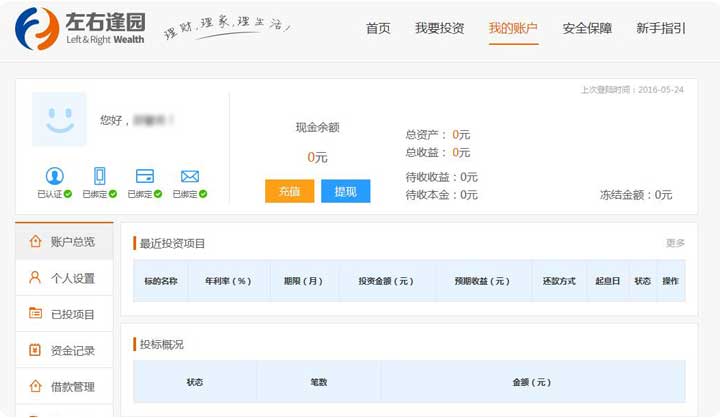 左右逢园
Left & Right Wealth
理财,理家,理生活/
首页 我要投资 我的账户 安全保障 新手指引
上次登陆时间：2016-05-24
您好，
已认证 已绑定 已绑定 已绑定
现金余额
0元
充值 提现
总资产： 0元
总收益： 0元
待收收益：0元
待收本金：0元
冻结金额：0元
账户总览
个人设置
已投项目
资金记录
借款管理
最近投资项目 更多
标的名称 年利率（%） 期限（月） 投资金额（元） 预期收益（元） 还款方式 起息日 状态 操作
投标概况
状态 笔数 金额（元）